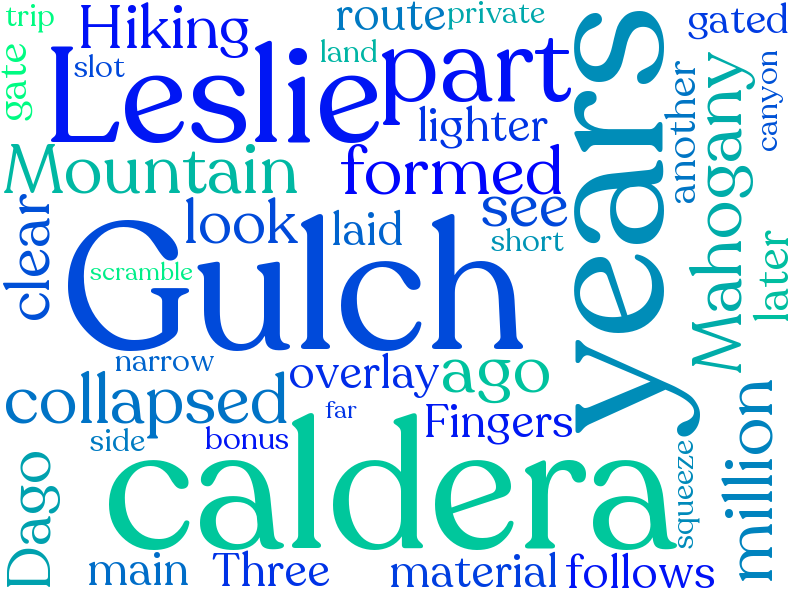 trip
Hiking
route
private
gated
gate
slot
Leslie
land
part
years
lighter
another
canyon
Mountain
formed
Mahogany
clear
look
laid
see
short
Gulch
scramble
later
narrow
overlay
ago
collapsed
far
Fingers
side
bonus
million
caldera
squeeze
Dago
main
Three
material
follows